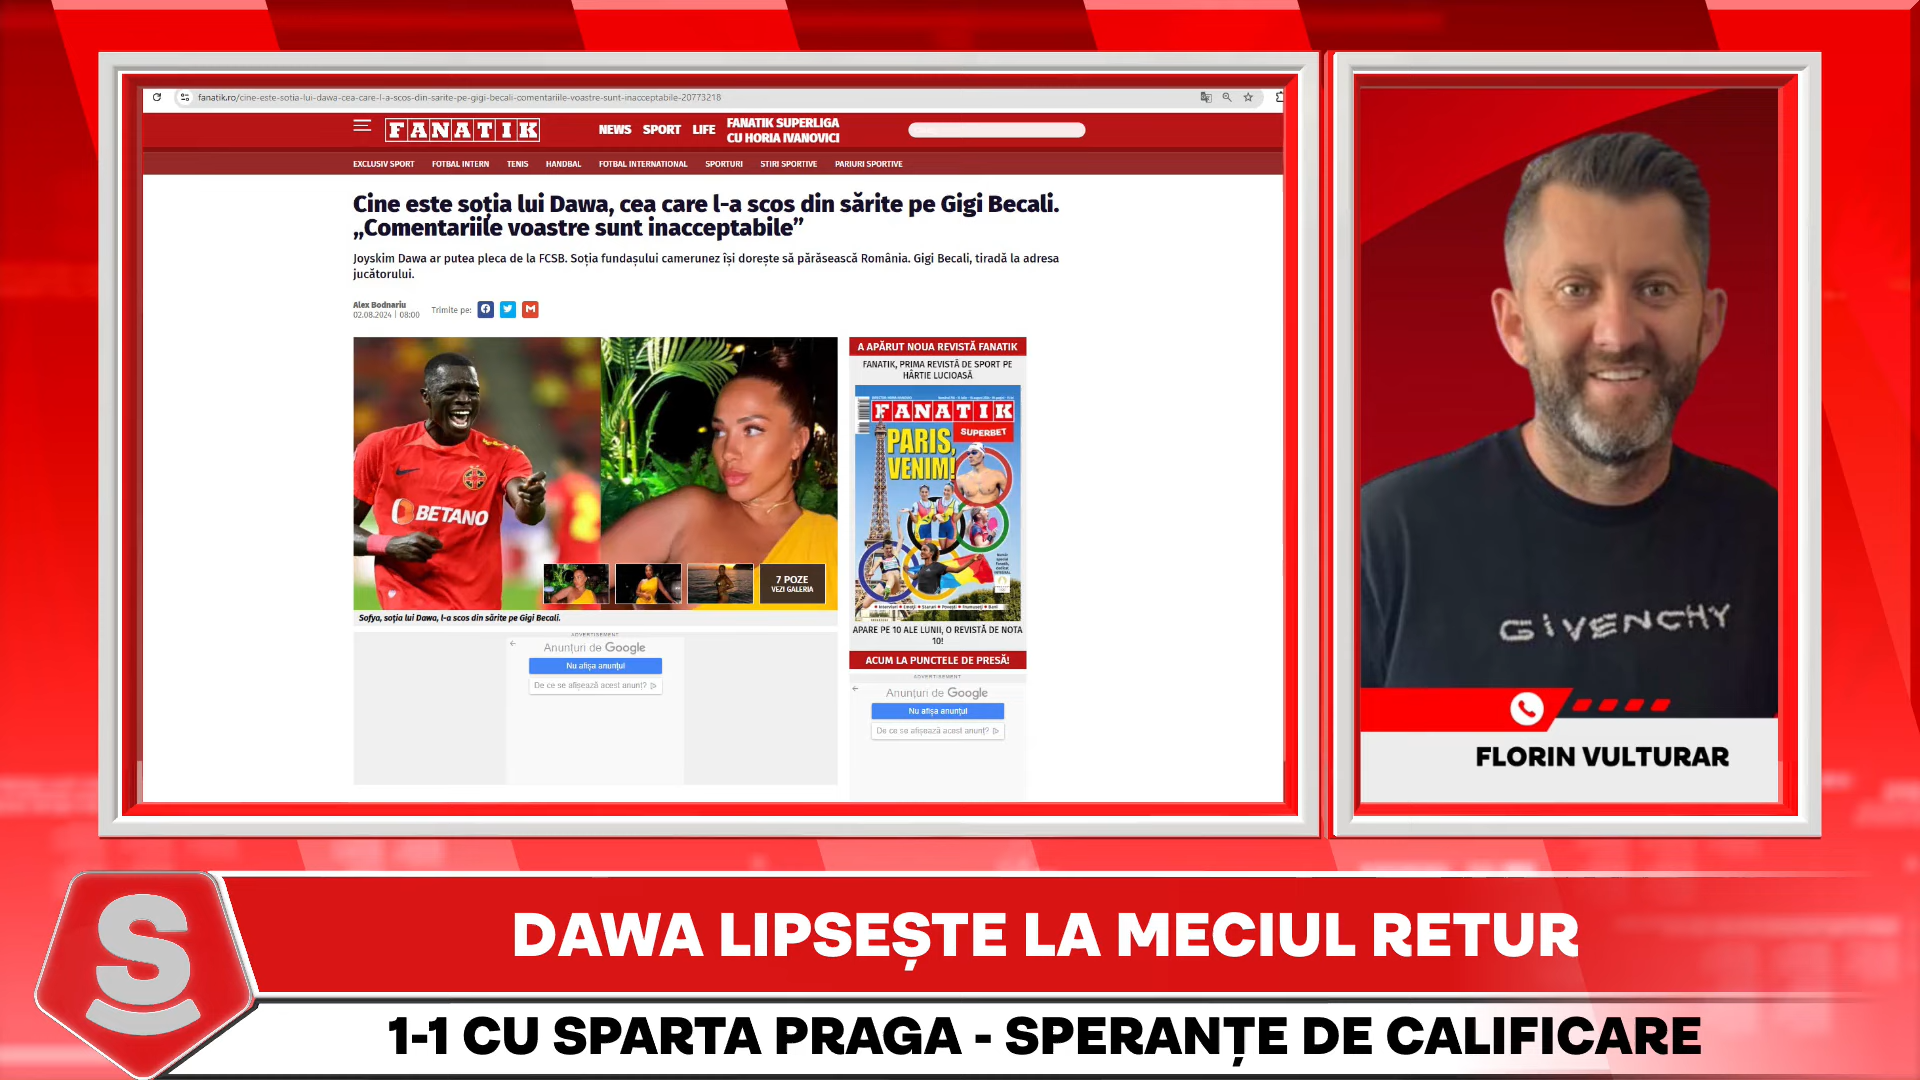 fanatik.ro/cine-este-sotia-lui-dawa-cea-care-l-a-scos-din-sarite-pe-gigi-becali-comentariile-voastre-sunt-inacceptabile-20773218
FANATIK
NEWS SPORT LIFE
FANATIK SUPERLIGA
CU HORIA IVANOVICI
EXCLUSIV SPORT FOTBAL INTERN TENIS HANDBAL FOTBAL INTERNATIONAL SPORTURI STIRI SPORTIVE PARIURI SPORTIVE
Cine este soția lui Dawa, cea care l-a scos din sărite pe Gigi Becali.
„Comentariile voastre sunt inacceptabile”
Joyskim Dawa ar putea pleca de la FCSB. Soția fundașului camerunez își dorește să părăsească România. Gigi Becali, tiradă la adresa
jucătorului.
Alex Bodnariu
02.08.2024 | 08:00
Trimite pe:
BETANO
7 POZE
VEZI GALERIA
Sofya, soția lui Dawa, l-a scos din sărite pe Gigi Becali.
ADVERTISEMENT
Anunțuri de Google
Nu afișa anunțul
De ce se afișează acest anunț?
A APĂRUT NOUA REVISTĂ FANATIK
FANATIK, PRIMA REVISTĂ DE SPORT PE
HÂRTIE LUCIOASĂ
FANATIK
SUPERBET
PARIS,
VENIM!
APARE PE 10 ALE LUNII, O REVISTĂ DE NOTA
10!
ACUM LA PUNCTELE DE PRESĂ!
ADVERTISEMENT
Anunțuri de Google
Nu afișa anunțul
De ce se afișează acest anunț?
GIVENCHY
FLORIN VULTURAR
S
DAWA LIPSEȘTE LA MECIUL RETUR
1-1 CU SPARTA PRAGA - SPERANȚE DE CALIFICARE